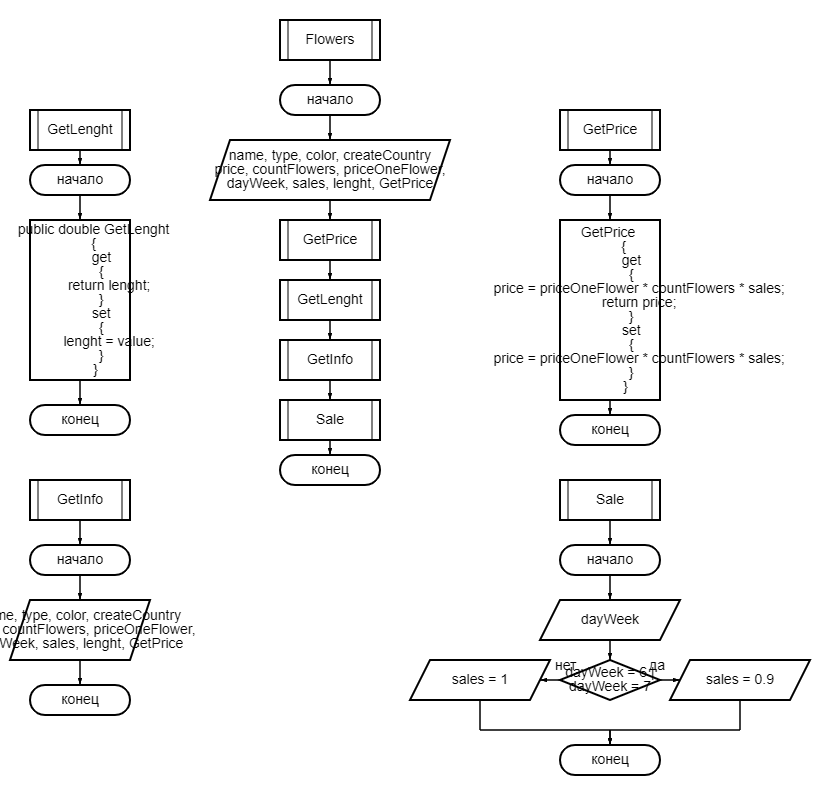 Flowers
начало
name, type, color, createCountry
price, countFlowers, priceOneFlower,
dayWeek, sales, lenght, GetPrice
GetPrice
GetLenght
GetInfo
Sale
конец
GetLenght
начало
public double GetLenght
{
get
{
return lenght;
}
set
{
lenght = value;
}
}
конец
GetPrice
начало
GetPrice
{
get
{
price = priceOneFlower * countFlowers * sales;
return price;
}
set
{
price = priceOneFlower * countFlowers * sales;
}
}
конец
GetInfo
начало
type, color, createCountry
countFlowers, priceOneFlower,
Week, sales, lenght, GetPrice
конец
Sale
начало
dayWeek
нет
да
dayWeek = 6
dayWeek = 7
sales = 1
sales = 0.9
конец